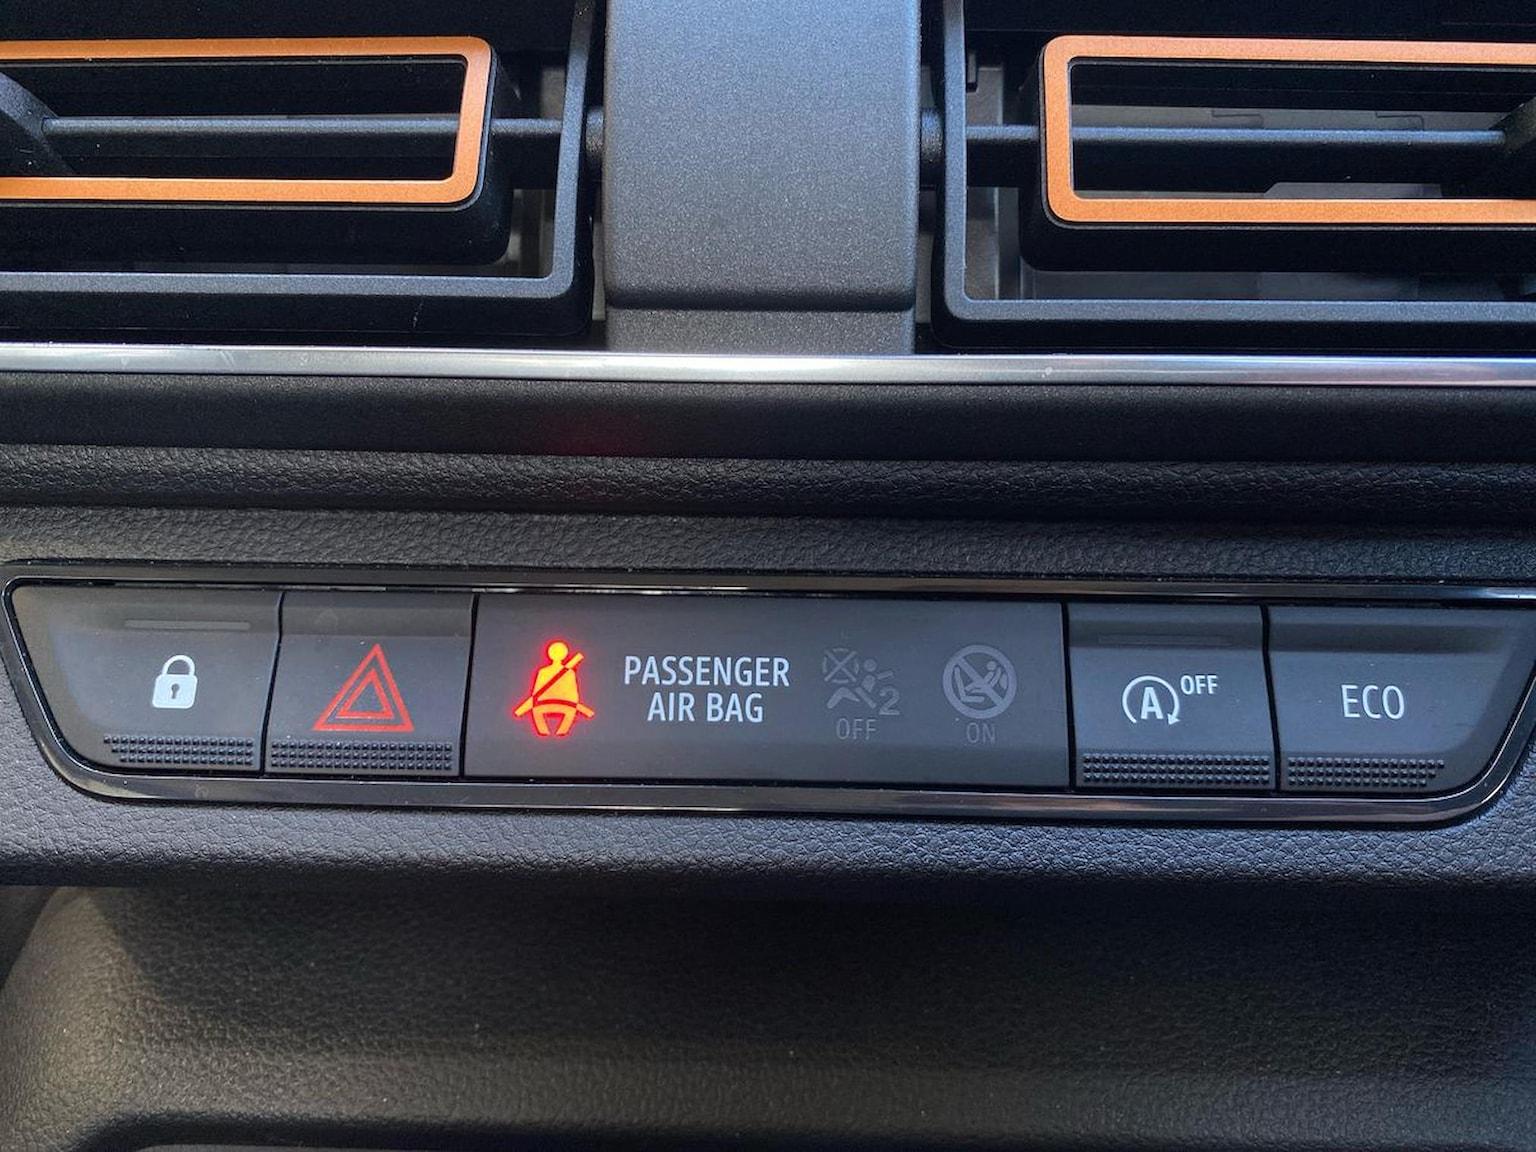 PASSENGER
AIR BAG
2
OFF
ON
A OFF
ECO